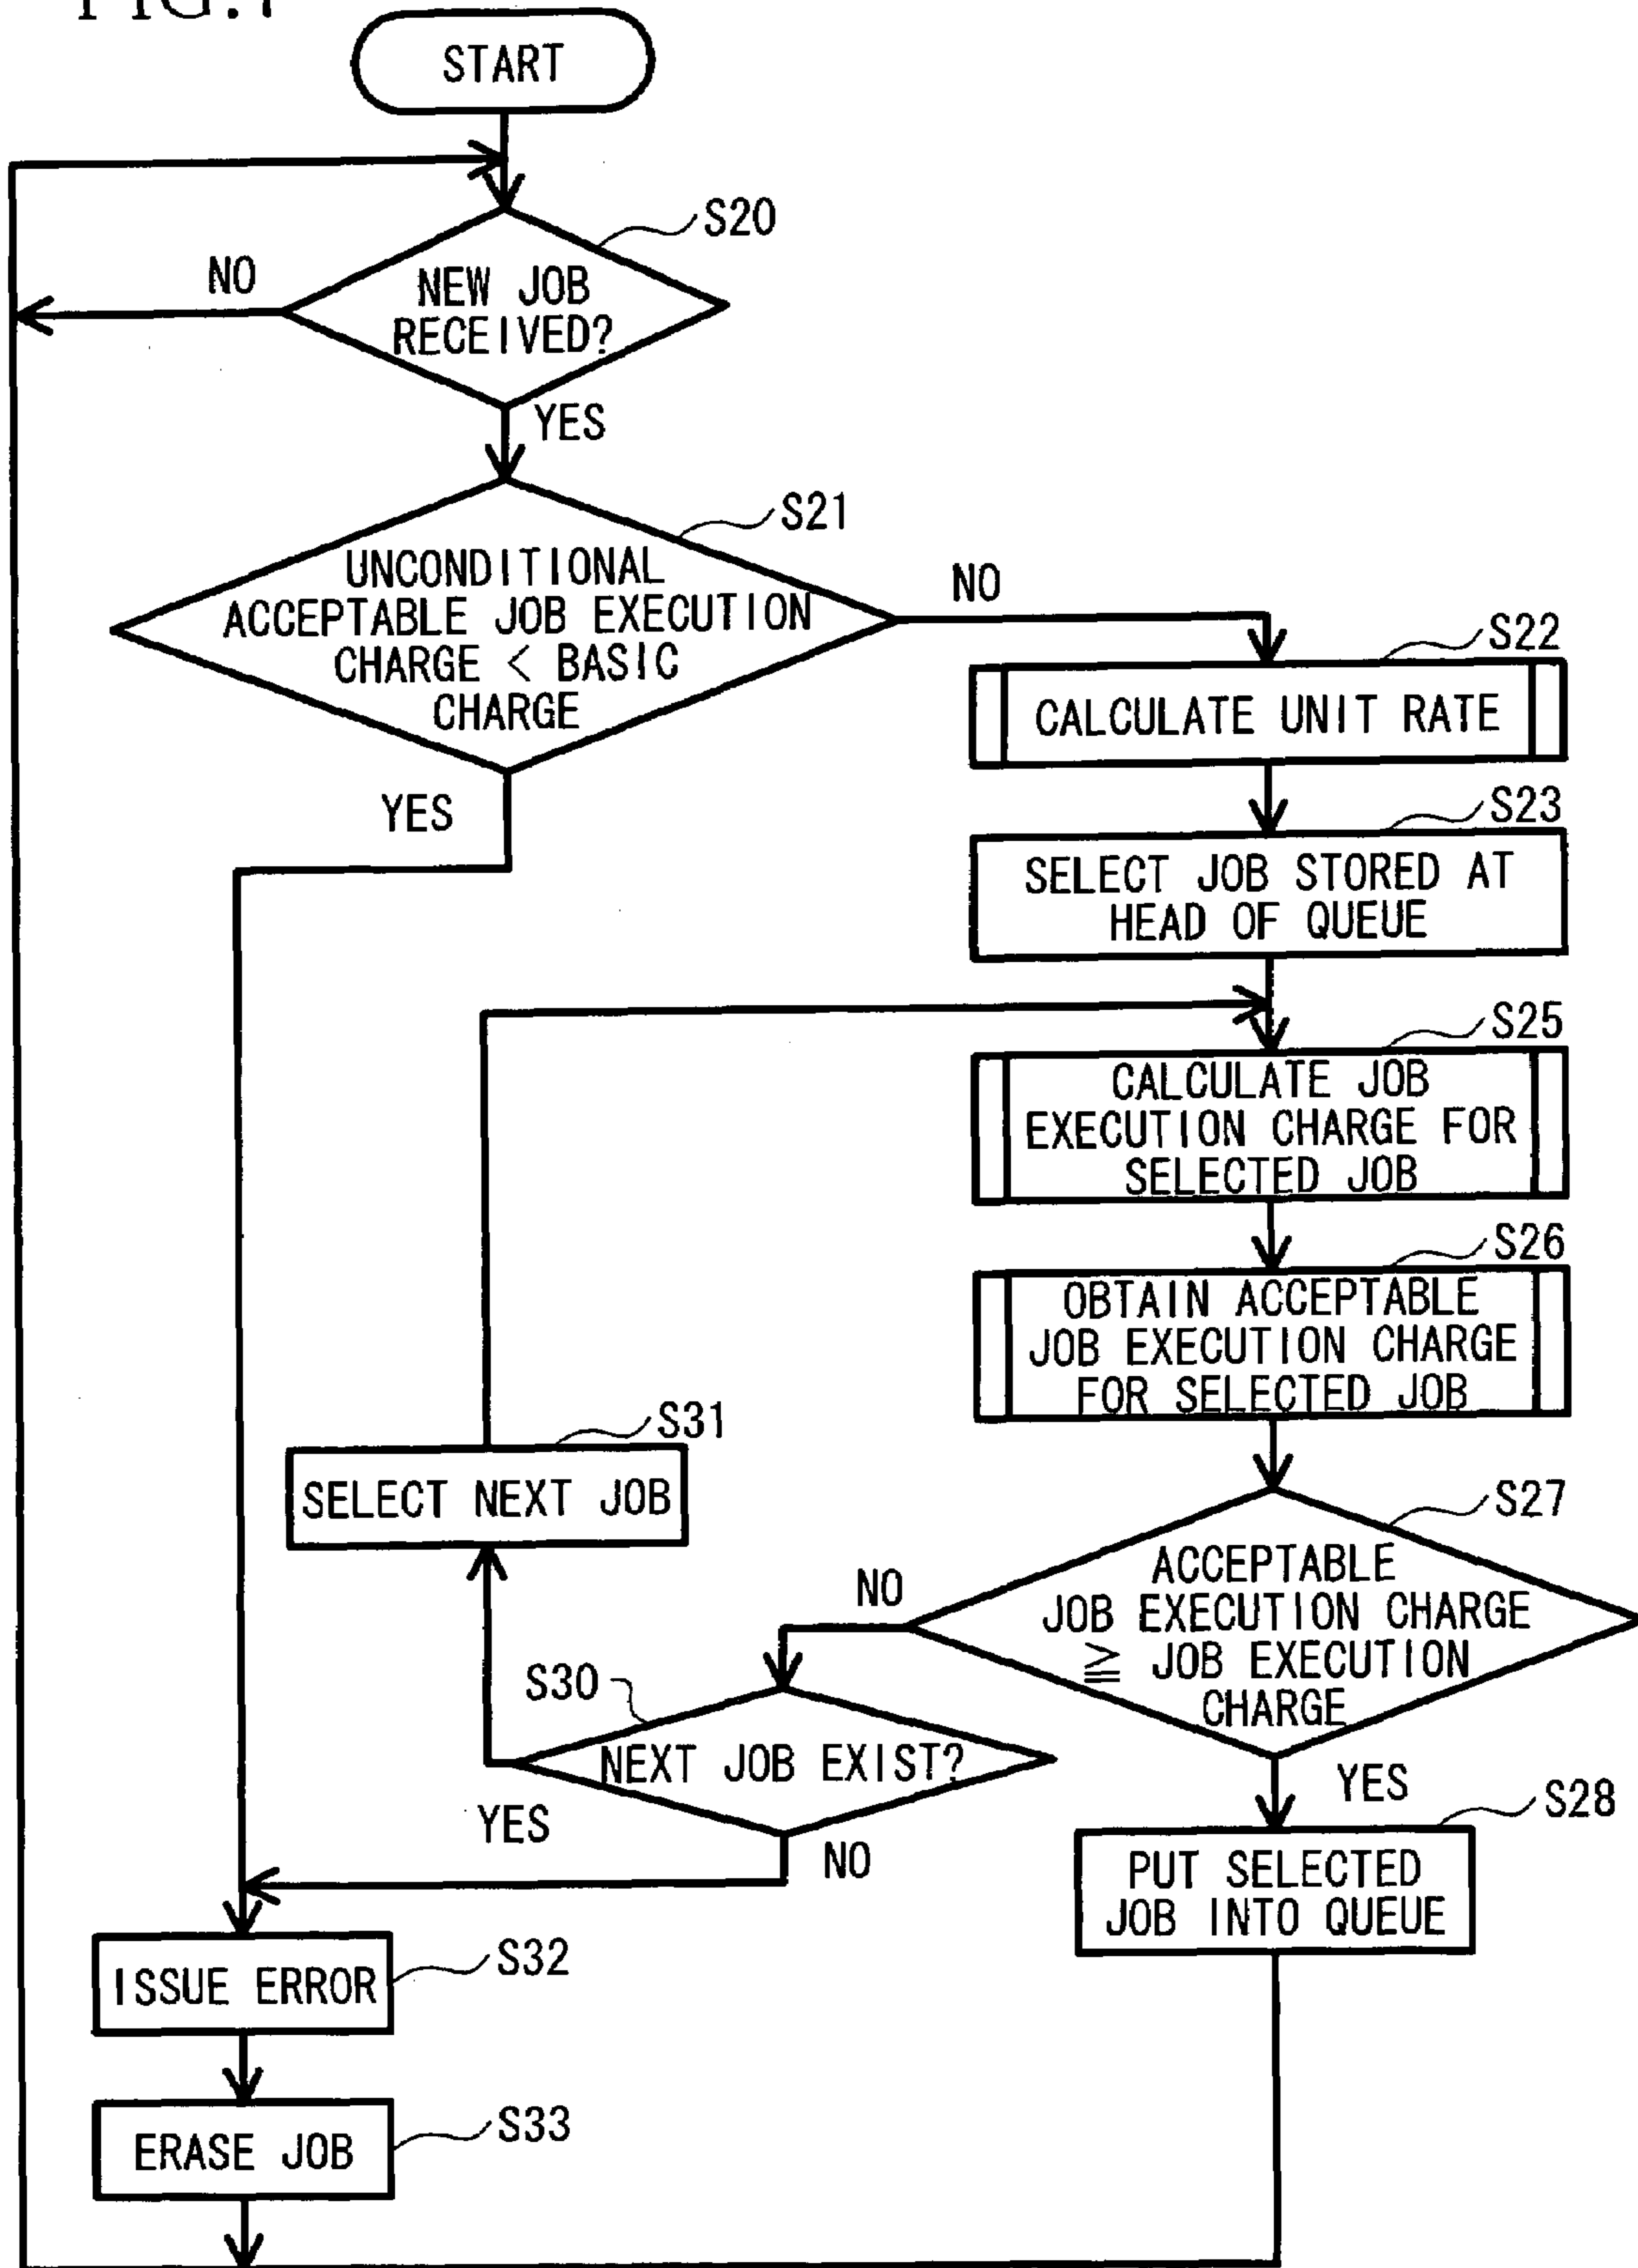 START
S20
NO
NEW JOB
RECEIVED?
YES
S21
UNCONDITIONAL
ACCEPTABLE JOB EXECUTION
CHARGE < BASIC
CHARGE
NO
YES
S22
CALCULATE UNIT RATE
S23
SELECT JOB STORED AT
HEAD OF QUEUE
S25
CALCULATE JOB
EXECUTION CHARGE FOR
SELECTED JOB
S26
OBTAIN ACCEPTABLE
JOB EXECUTION CHARGE
FOR SELECTED JOB
S31
SELECT NEXT JOB
S27
ACCEPTABLE
JOB EXECUTION CHARGE
≧ JOB EXECUTION
CHARGE
NO
S30
NEXT JOB EXIST?
YES
NO
YES
S28
PUT SELECTED
JOB INTO QUEUE
S32
ISSUE ERROR
S33
ERASE JOB